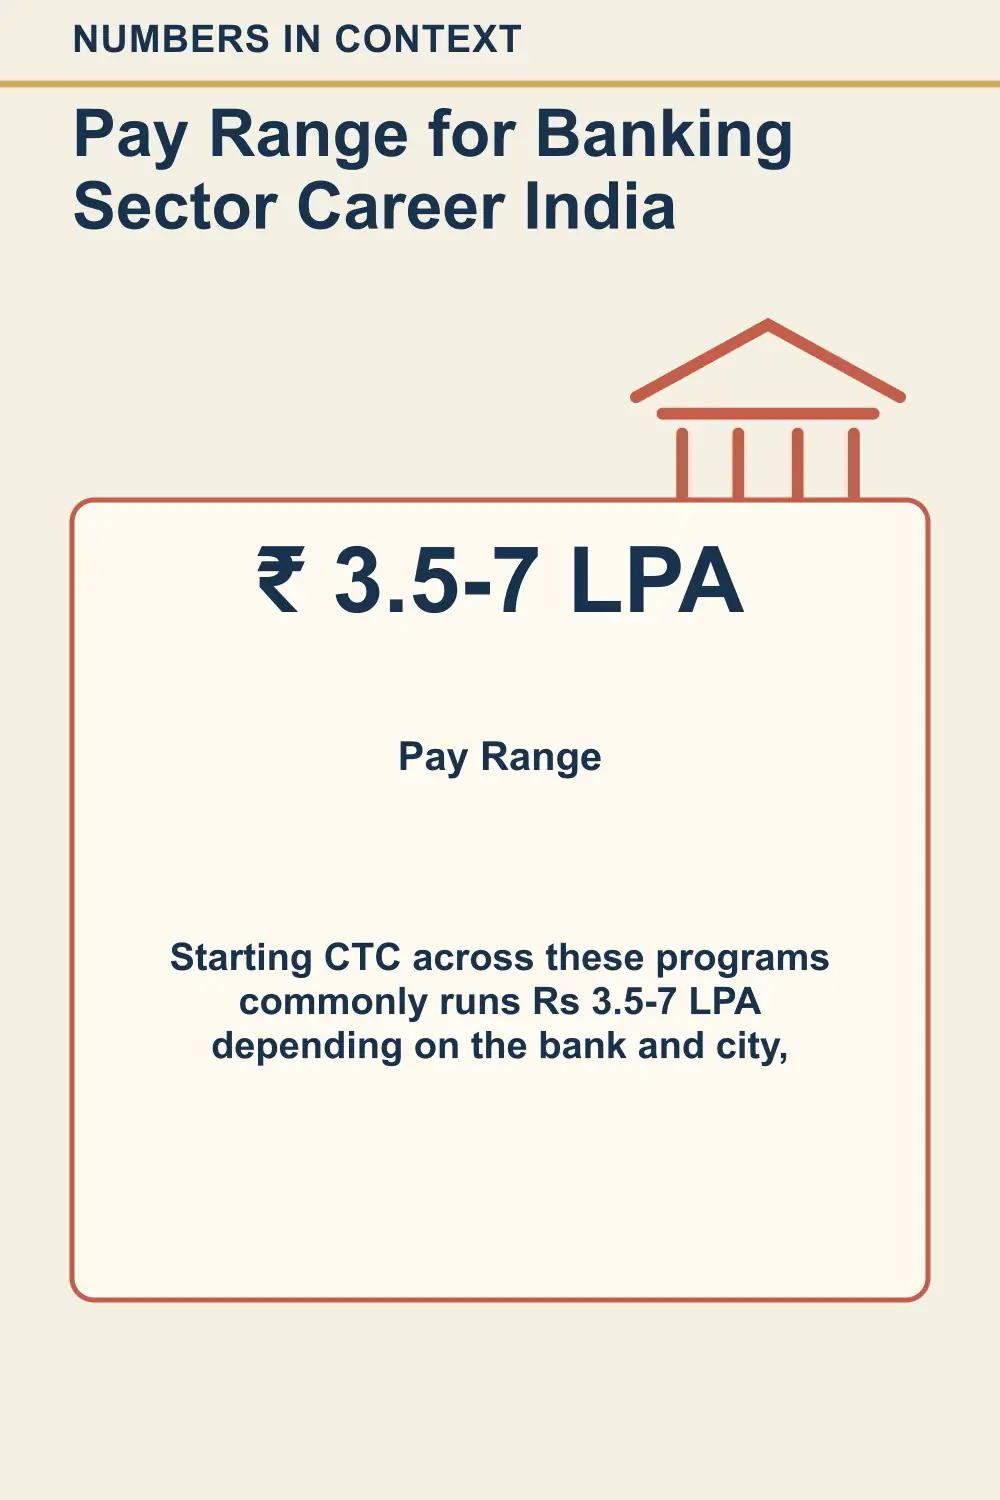 NUMBERS IN CONTEXT
Pay Range for Banking
Sector Career India
₹ 3.5-7 LPA
Pay Range
Starting CTC across these programs
commonly runs Rs 3.5-7 LPA
depending on the bank and city,